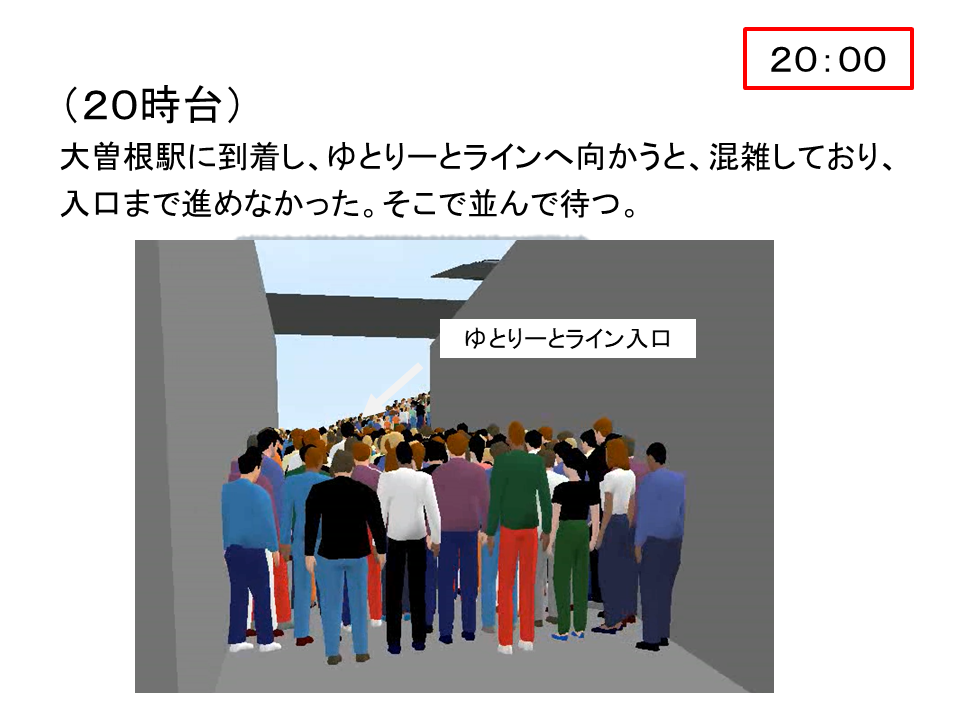 ２０：００
（２０時台）
大曽根駅に到着し、ゆとりーとラインへ向かうと、混雑しており、
入口まで進めなかった。そこで並んで待つ。
ゆとりーとライン入口